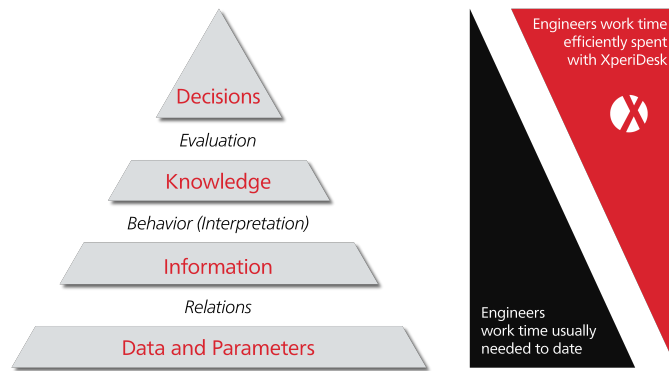 Decisions
Evaluation
Knowledge
Behavior (Interpretation)
Information
Relations
Data and Parameters
Engineers work time
efficiently spent
with XperiDesk
X
Engineers
work time usually
needed to date